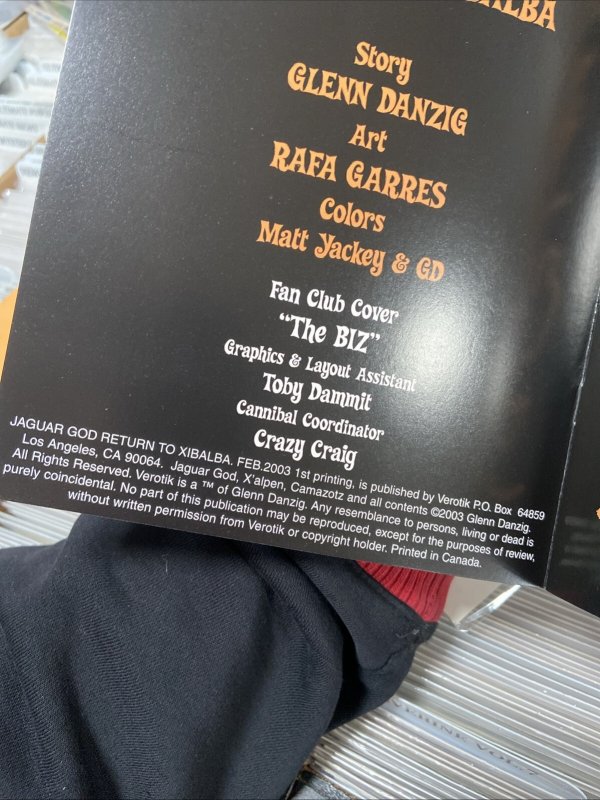 XIBALBA
Story
GLENN DANZIG
Art
RAFA GARRES
Colors
Matt Yackey & GD
Fan Club Cover
“The BIZ”
Graphics & Layout Assistant
Toby Dammit
Cannibal Coordinator
Crazy Craig
JAGUAR GOD RETURN TO XIBALBA. FEB.2003 1st printing, is published by Verotik P.O. Box 64859
Los Angeles, CA 90064. Jaguar God, X'alpen, Camazotz and all contents ©2003 Glenn Danzig.
All Rights Reserved. Verotik is a ™ of Glenn Danzig. Any resemblance to persons, living or dead is
purely coincidental. No part of this publication may be reproduced, except for the purposes of review,
without written permission from Verotik or copyright holder. Printed in Canada.